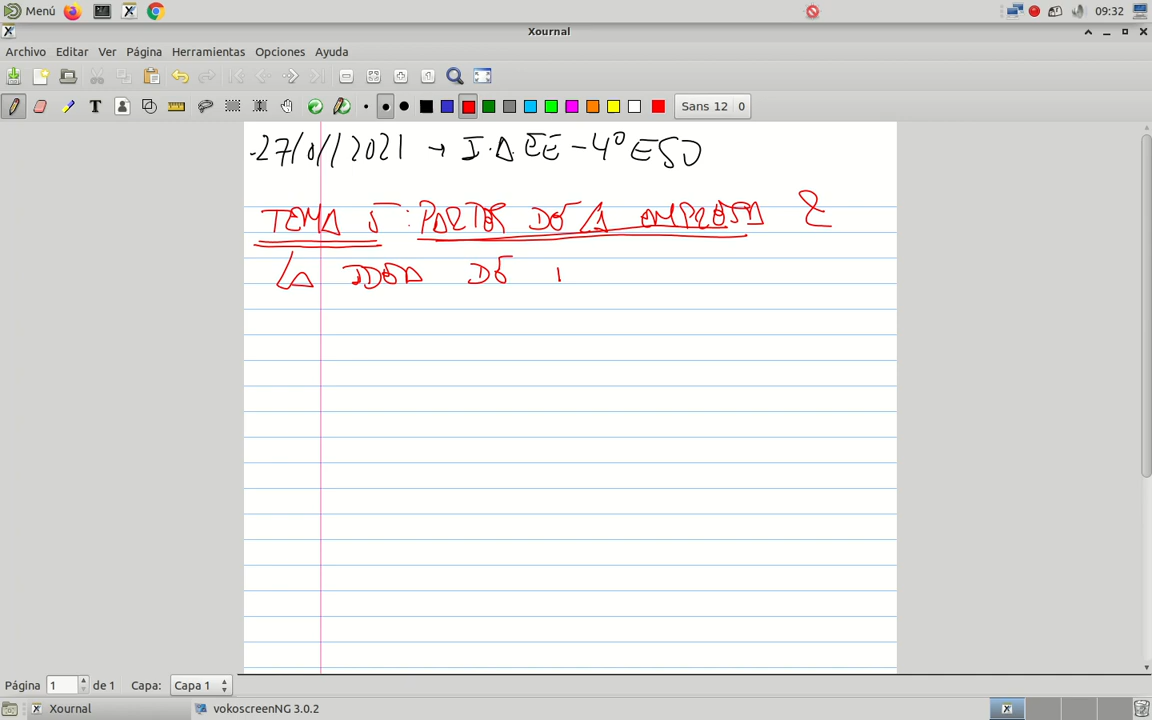 Menú 09:32
Xournal
Archivo Editar Ver Página Herramientas Opciones Ayuda
Sans 12 0
27/01/2021 → I.A.EE - 4º ESO
TEMA 5: PARTES DE LA EMPRESA &
LA IDEA DE
Página 1 de 1 Capa: Capa 1
Xournal vokoscreenNG 3.0.2